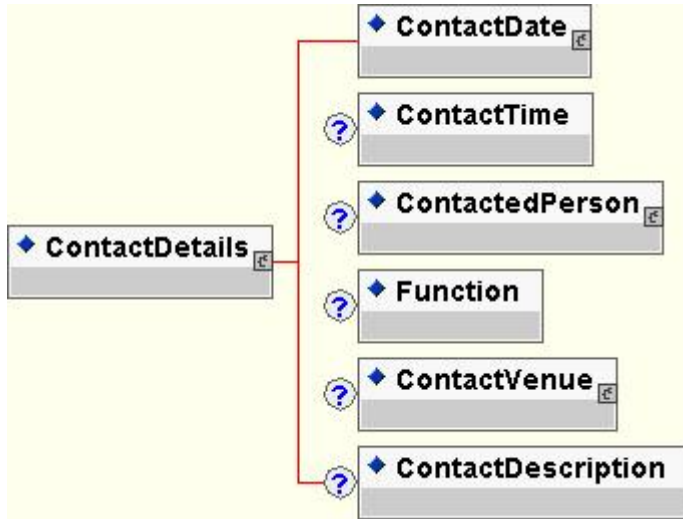 ContactDate
?
ContactTime
?
ContactedPerson
ContactDetails
?
Function
?
ContactVenue
?
ContactDescription